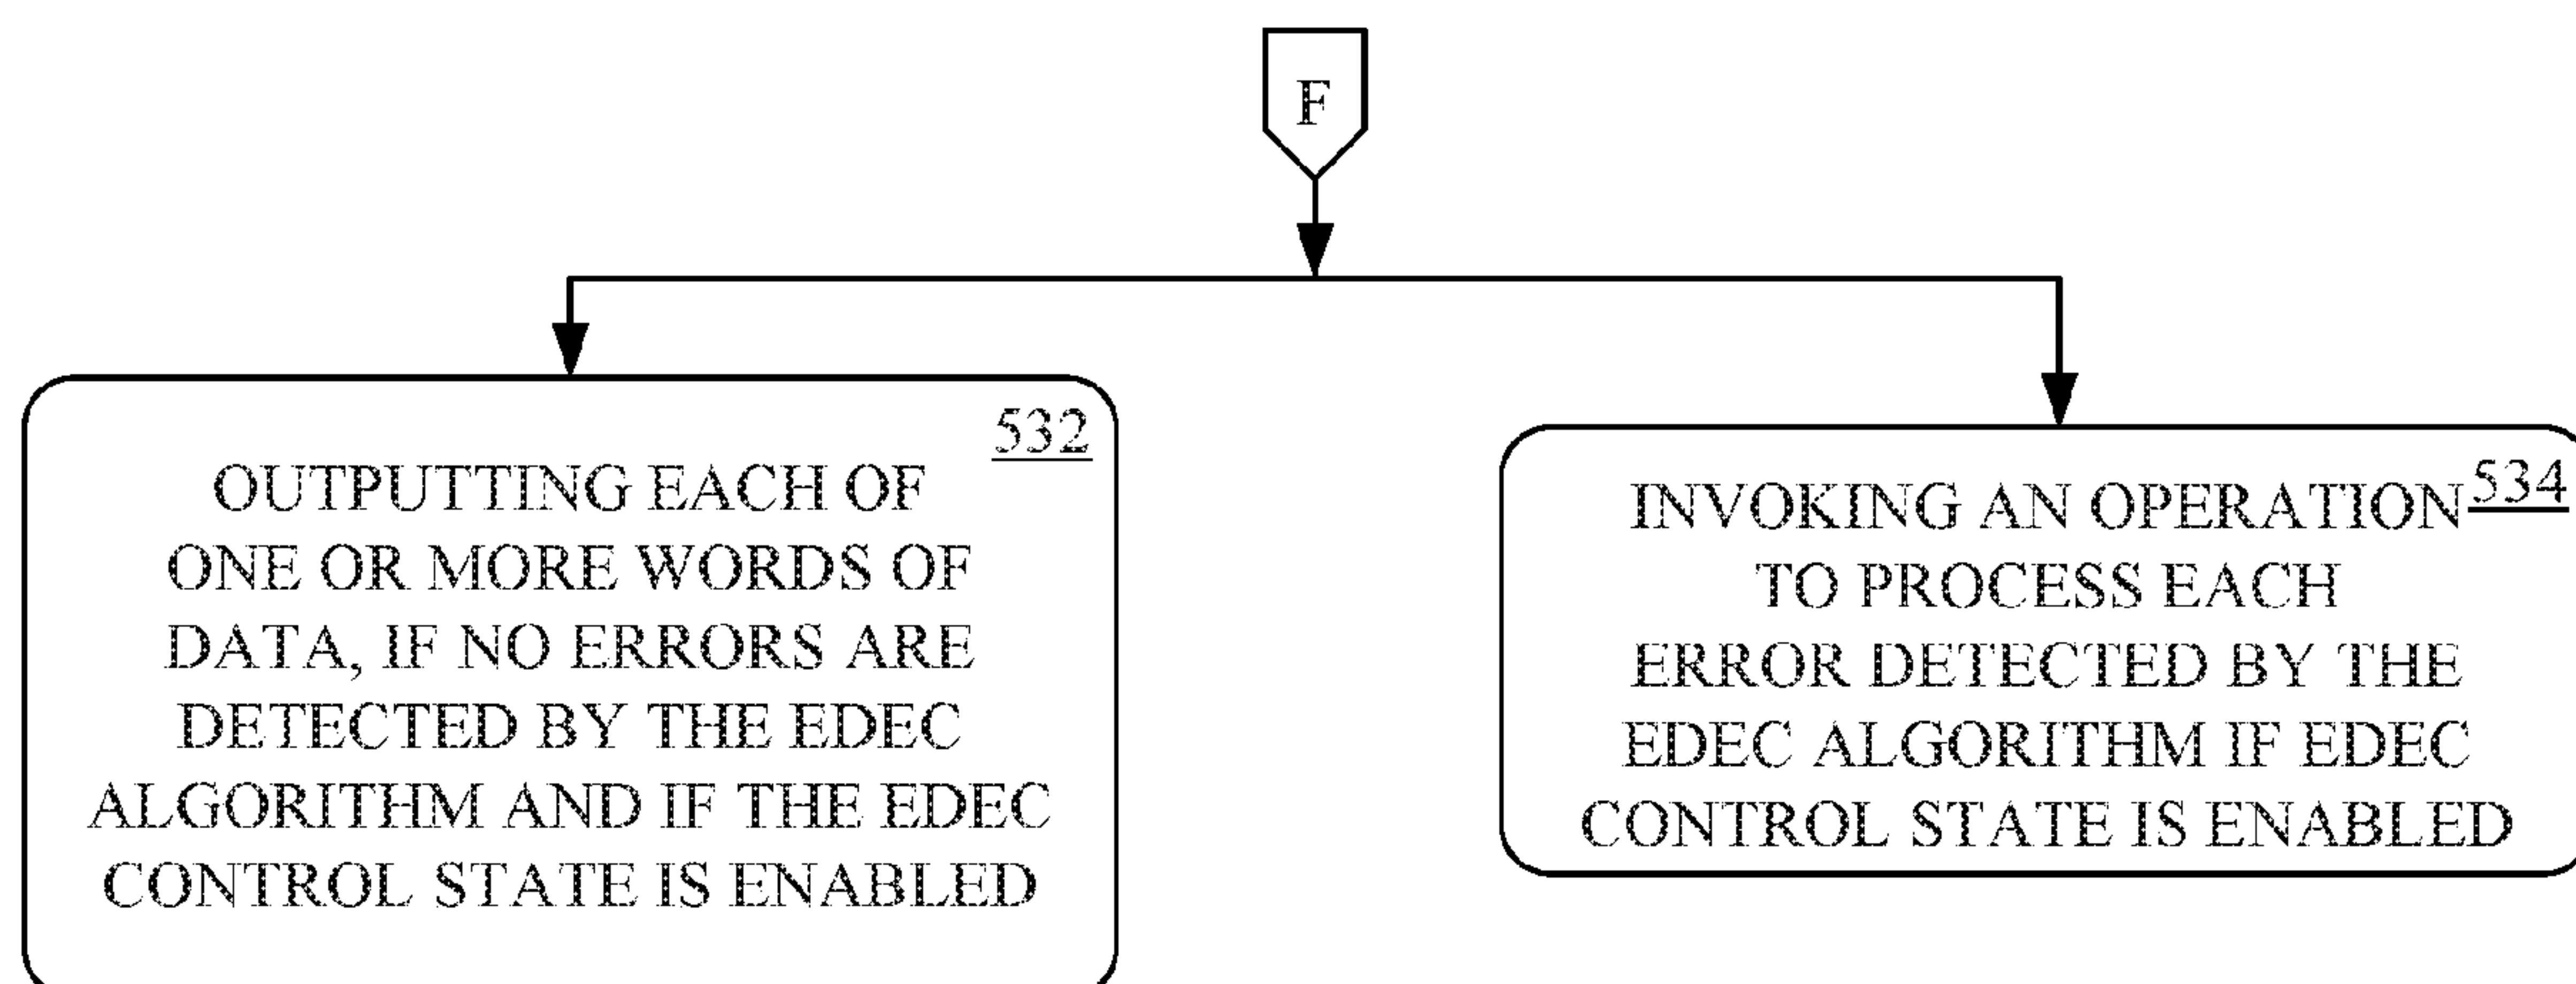 F
532
OUTPUTTING EACH OF
ONE OR MORE WORDS OF
DATA, IF NO ERRORS ARE
DETECTED BY THE EDEC
ALGORITHM AND IF THE EDEC
CONTROL STATE IS ENABLED
534
INVOKING AN OPERATION
TO PROCESS EACH
ERROR DETECTED BY THE
EDEC ALGORITHM IF EDEC
CONTROL STATE IS ENABLED